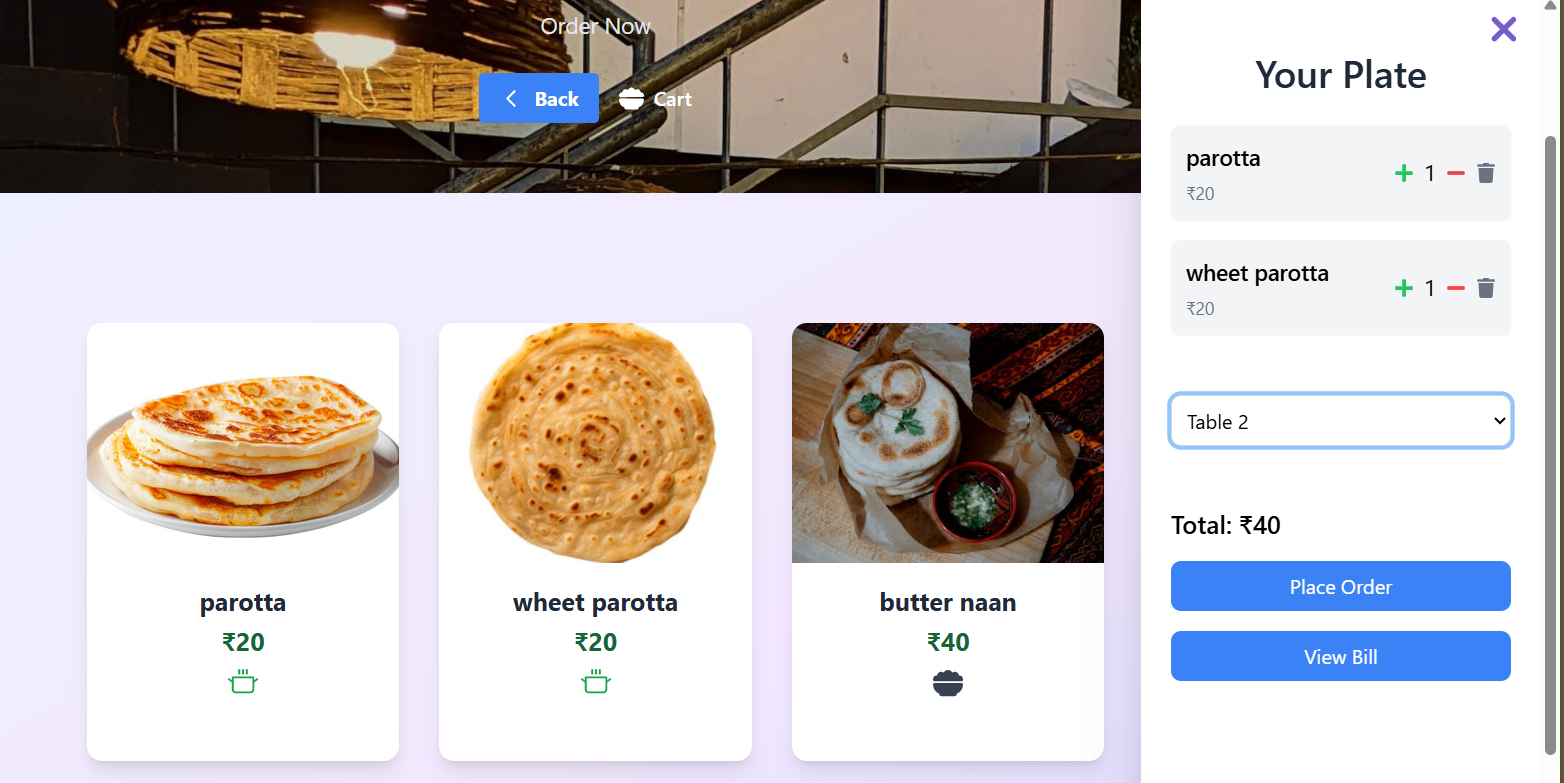 Order Now
Back
Cart
parotta
₹20
wheet parotta
₹20
butter naan
₹40
Your Plate
parotta
₹20
1
wheet parotta
₹20
1
Table 2
Total: ₹40
Place Order
View Bill